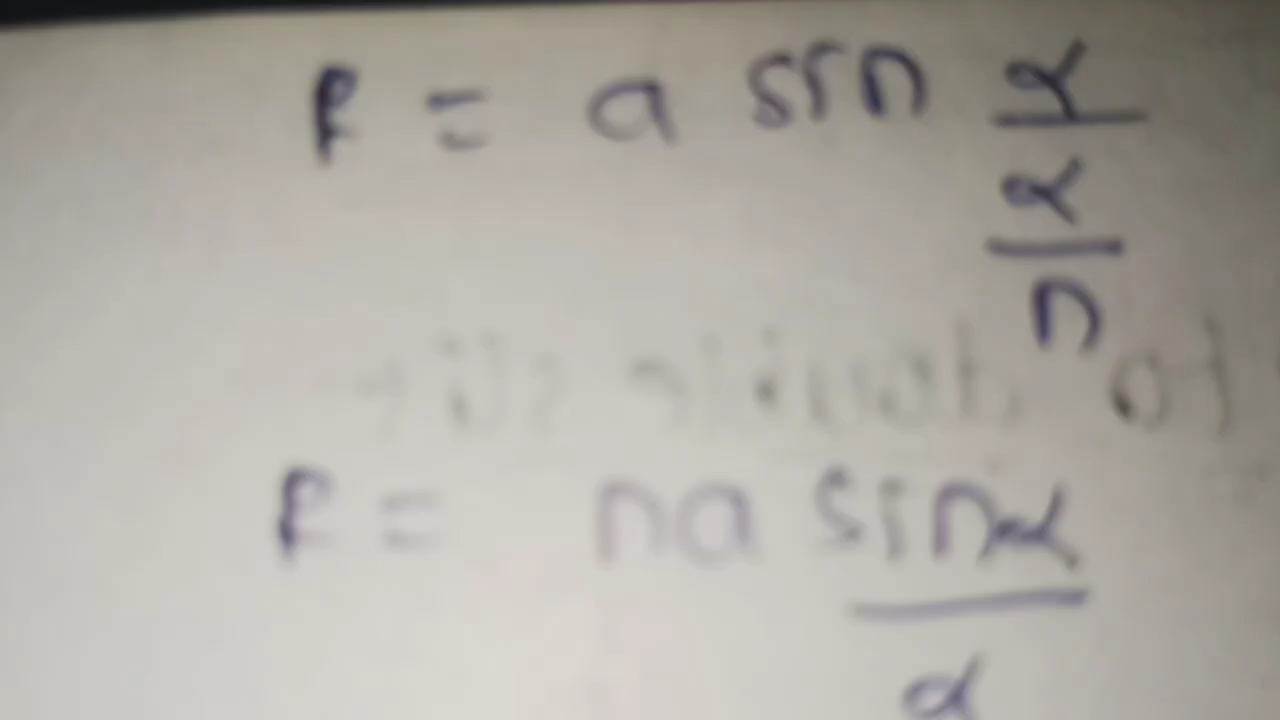 R = a sin α
α
n
R = na sinα
α